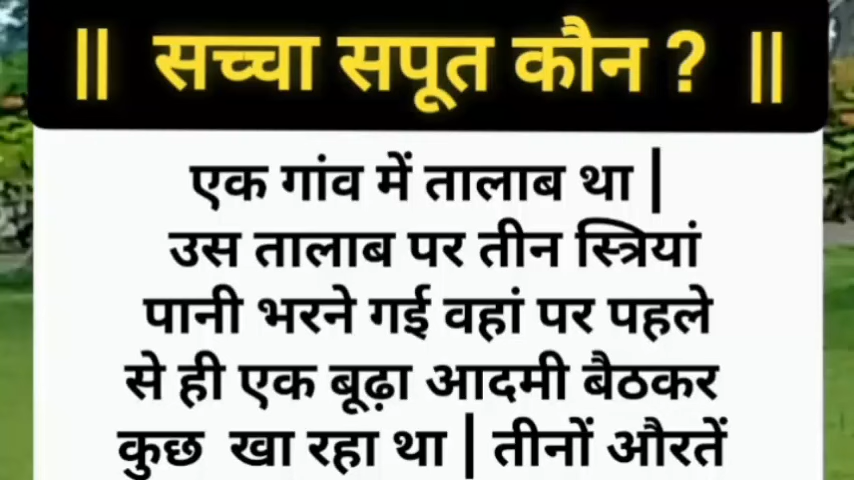 || सच्चा सपूत कौन ? ||
एक गांव में तालाब था |
उस तालाब पर तीन स्त्रियां
पानी भरने गई वहां पर पहले
से ही एक बूढ़ा आदमी बैठकर
कुछ खा रहा था | तीनों औरतें